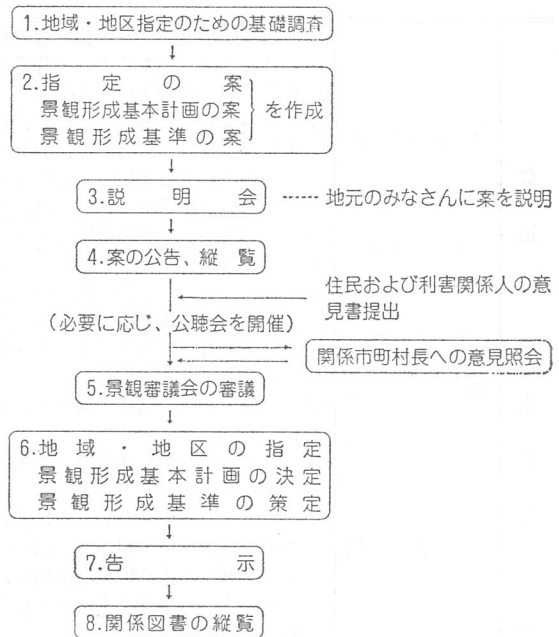 1.地域・地区指定のための基礎調査
↓
2.指定の案
景観形成基本計画の案 を作成
景観形成基準の案
↓
3.説明会 …… 地元のみなさんに案を説明
↓
4.案の公告、縦覧
住民および利害関係人の意
見書提出
(必要に応じ、公聴会を開催)
関係市町村長への意見照会
5.景観審議会の審議
↓
6.地域・地区の指定
景観形成基本計画の決定
景観形成基準の策定
↓
7.告示
↓
8.関係図書の縦覧